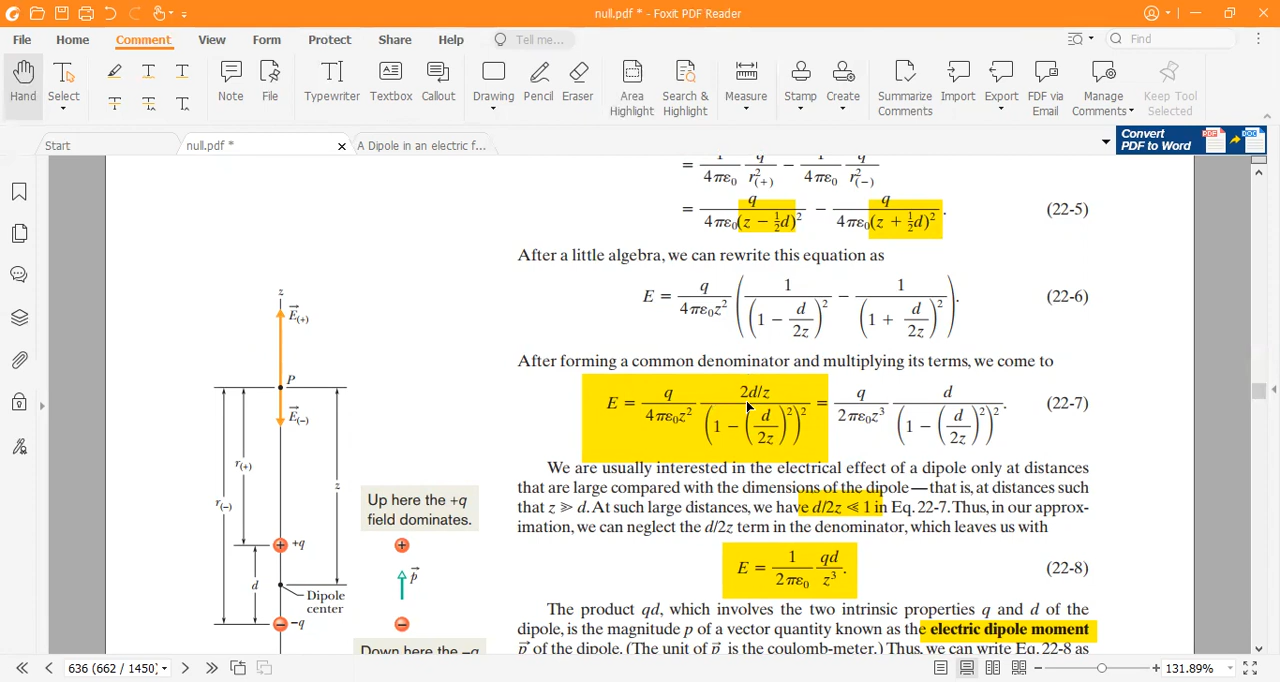 null.pdf * - Foxit PDF Reader
File Home Comment View Form Protect Share Help Tell me... Find
Hand Select Note File Typewriter Textbox Callout Drawing Pencil Eraser Area Highlight Search & Highlight Measure Stamp Create Summarize Comments Import Export FDF via Email Manage Comments Keep Tool Selected
Start null.pdf * A Dipole in an electric f... Convert PDF to Word
= 1/4πε₀ q/r²(+) − 1/4πε₀ q/r²(−)
= q/4πε₀(z − ½d)² − q/4πε₀(z + ½d)². (22-5)
After a little algebra, we can rewrite this equation as
E = q/4πε₀z² (1/(1 − d/2z)² − 1/(1 + d/2z)²). (22-6)
After forming a common denominator and multiplying its terms, we come to
E = q/4πε₀z² 2d/z/(1 − (d/2z)²)² = q/2πε₀z³ d/(1 − (d/2z)²)². (22-7)
We are usually interested in the electrical effect of a dipole only at distances
that are large compared with the dimensions of the dipole—that is, at distances such
that z ≫ d. At such large distances, we have d/2z ≪ 1 in Eq. 22-7. Thus, in our approx-
imation, we can neglect the d/2z term in the denominator, which leaves us with
E = 1/2πε₀ qd/z³. (22-8)
The product qd, which involves the two intrinsic properties q and d of the
dipole, is the magnitude p of a vector quantity known as the electric dipole moment
p⃗ of the dipole. (The unit of p⃗ is the coulomb-meter.) Thus, we can write Eq. 22-8 as
z
E⃗(+)
P
E⃗(−)
r(+)
z
r(−)
+ +q
d
Dipole
center
− −q
Up here the +q
field dominates.
+
p⃗
−
Down here the −q
636 (662 / 1450) 131.89%